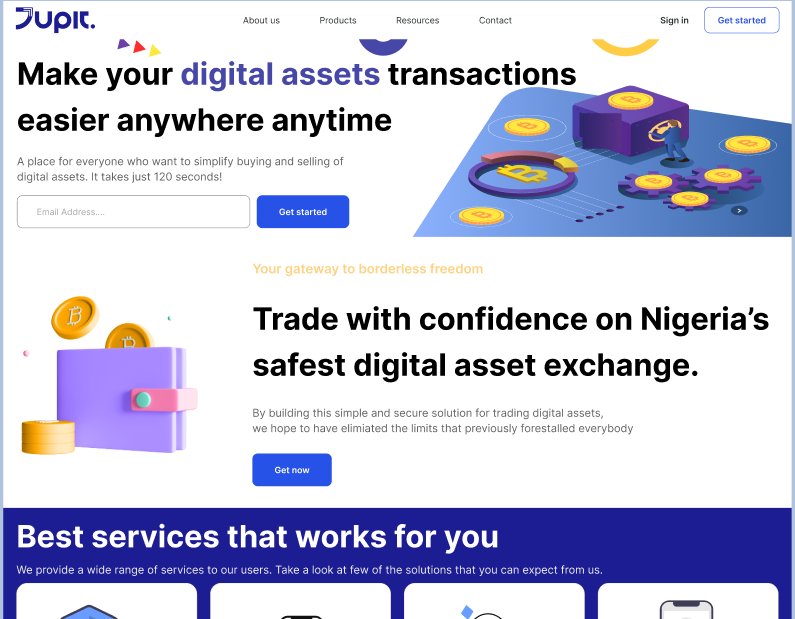 Jupit.
About us
Products
Resources
Contact
Sign in
Get started
Make your digital assets transactions
easier anywhere anytime
A place for everyone who want to simplify buying and selling of
digital assets. It takes just 120 seconds!
Email Address....
Get started
Your gateway to borderless freedom
Trade with confidence on Nigeria’s
safest digital asset exchange.
By building this simple and secure solution for trading digital assets,
we hope to have elimiated the limits that previously forestalled everybody
Get now
Best services that works for you
We provide a wide range of services to our users. Take a look at few of the solutions that you can expect from us.